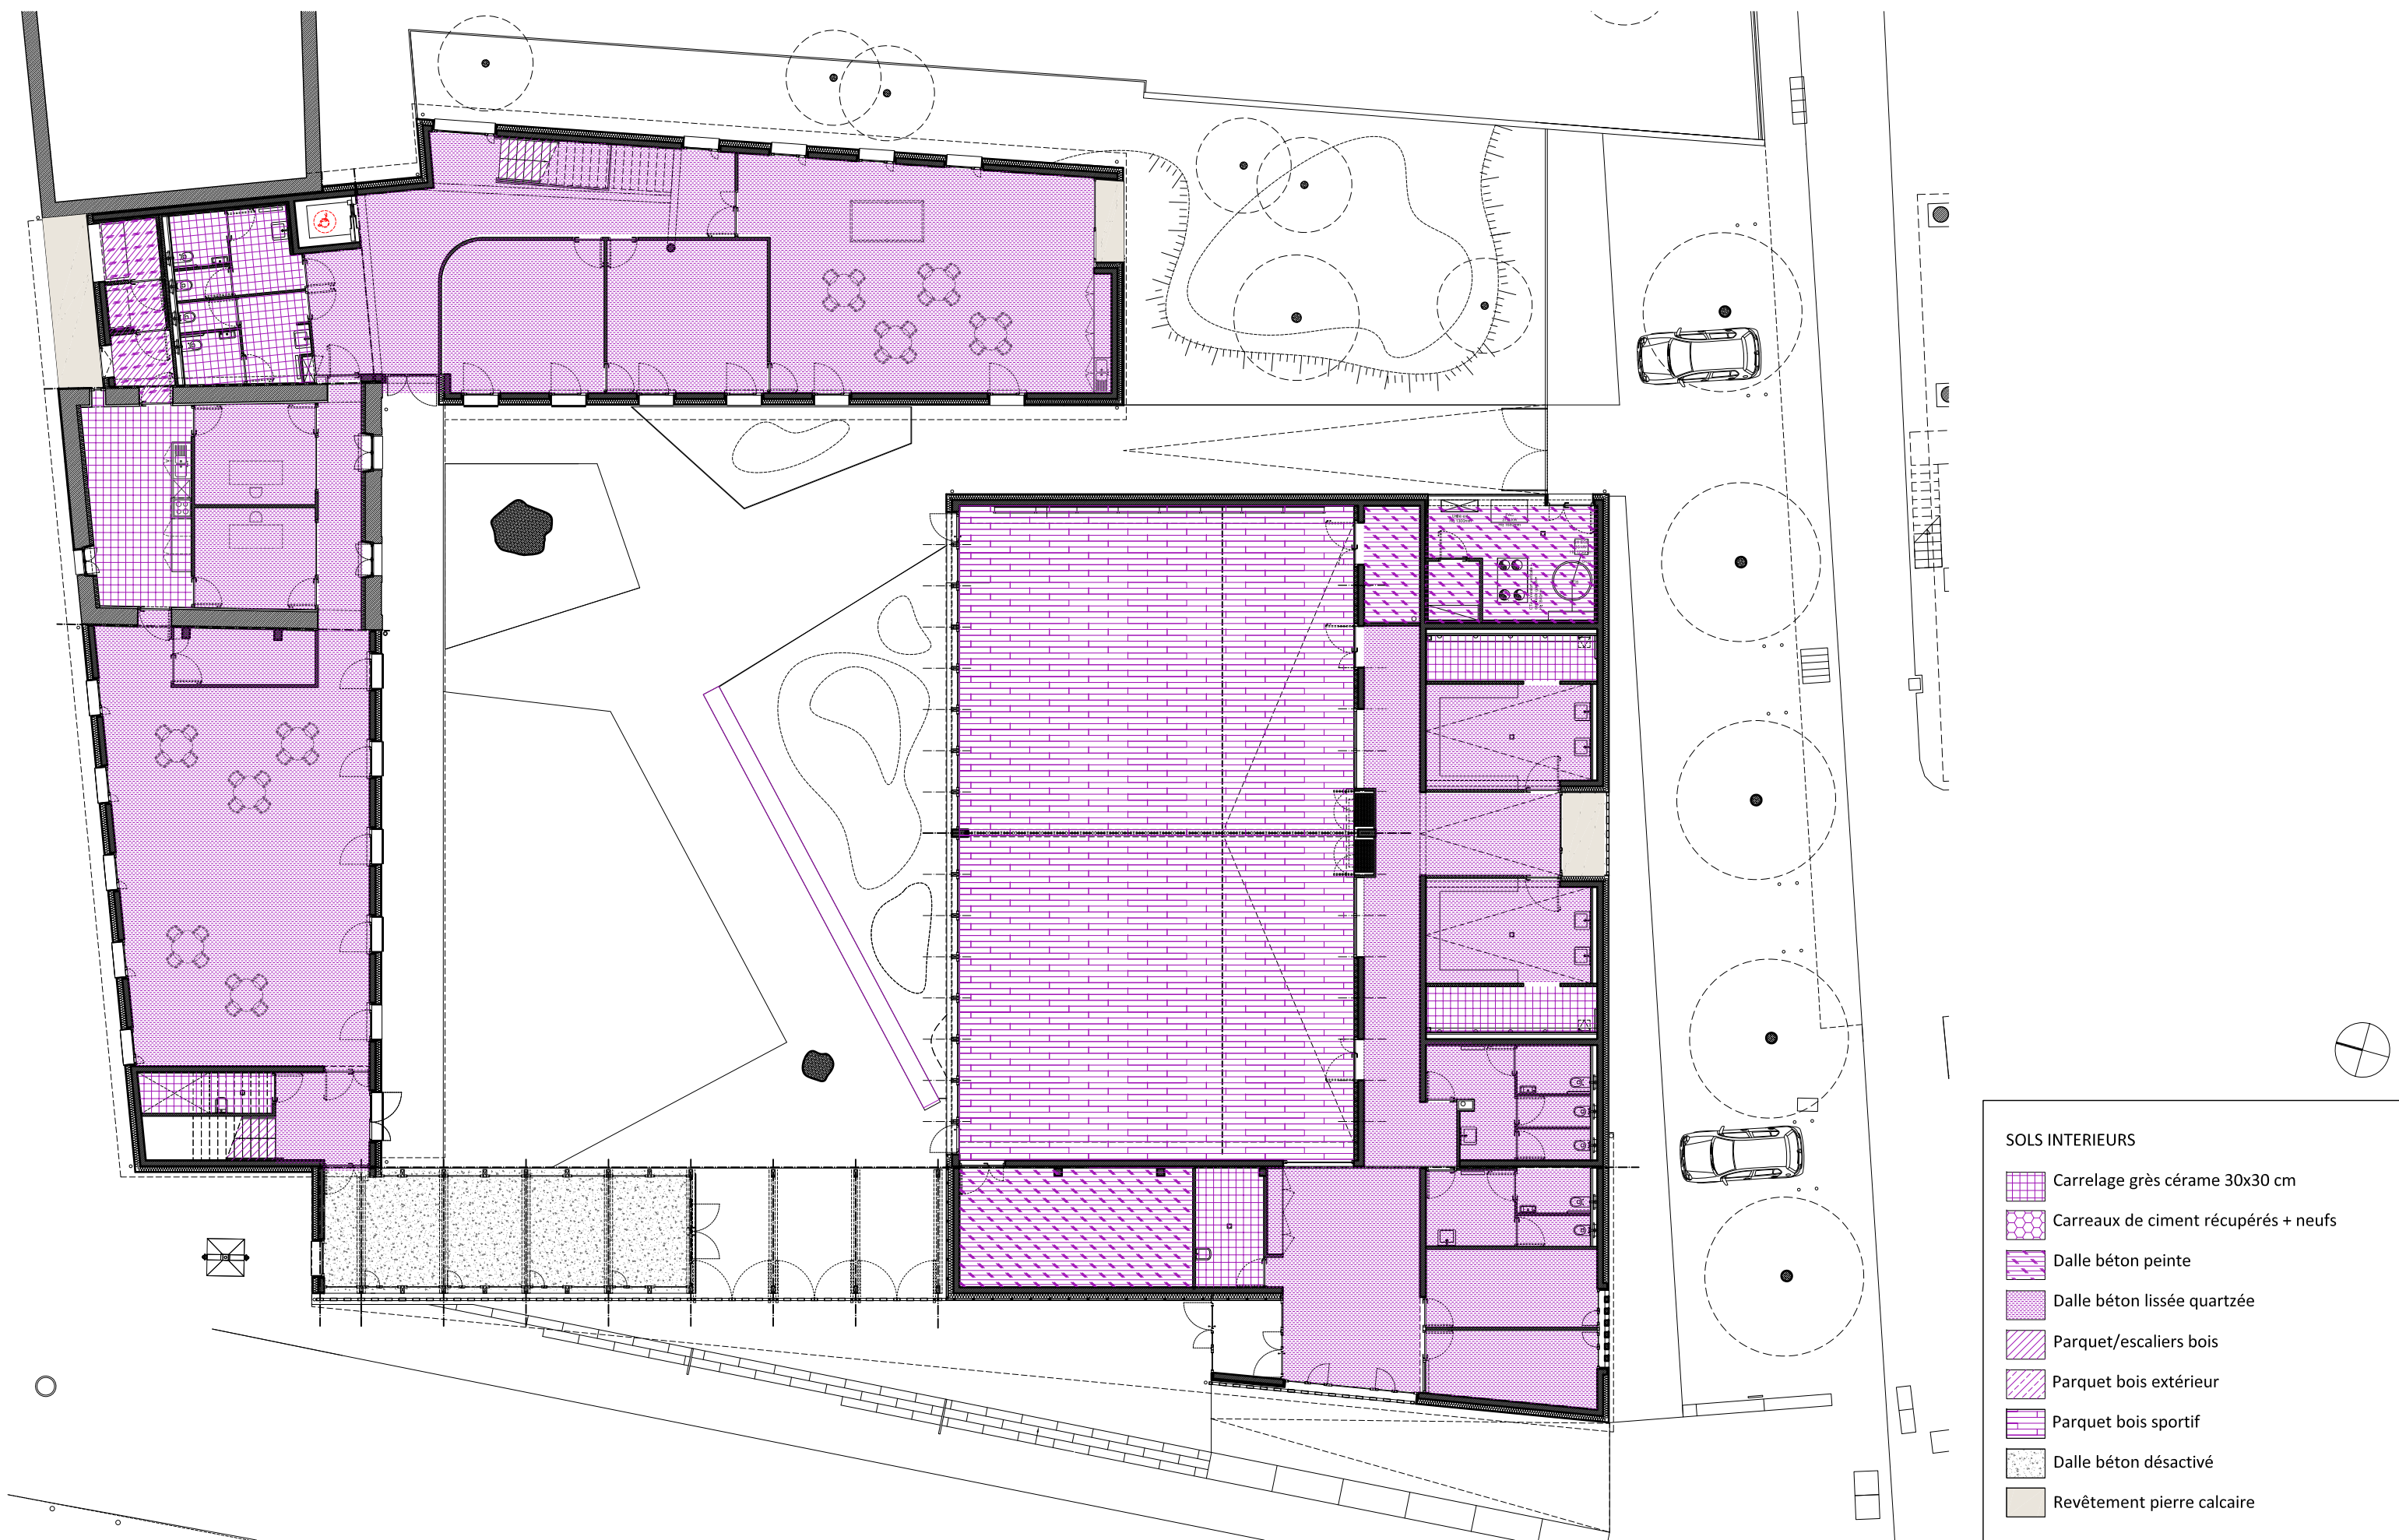 SOLS INTERIEURS
Carrelage grès cérame 30x30 cm
Carreaux de ciment récupérés + neufs
Dalle béton peinte
Dalle béton lissée quartzée
Parquet/escaliers bois
Parquet bois extérieur
Parquet bois sportif
Dalle béton désactivé
Revêtement pierre calcaire